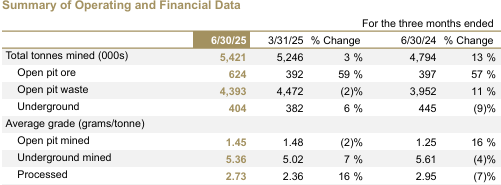 Summary of Operating and Financial Data
For the three months ended
6/30/25 3/31/25 % Change 6/30/24 % Change
Total tonnes mined (000s) 5,421 5,246 3 % 4,794 13 %
Open pit ore 624 392 59 % 397 57 %
Open pit waste 4,393 4,472 (2)% 3,952 11 %
Underground 404 382 6 % 445 (9)%
Average grade (grams/tonne)
Open pit mined 1.45 1.48 (2)% 1.25 16 %
Underground mined 5.36 5.02 7 % 5.61 (4)%
Processed 2.73 2.36 16 % 2.95 (7)%